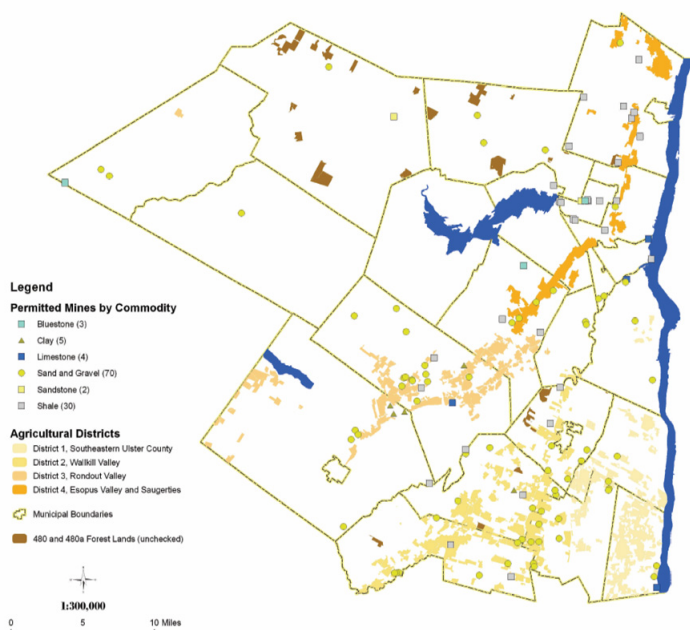 Legend
Permitted Mines by Commodity
Bluestone (3)
Clay (5)
Limestone (4)
Sand and Gravel (70)
Sandstone (2)
Shale (30)
Agricultural Districts
District 1, Southeastern Ulster County
District 2, Wallkill Valley
District 3, Rondout Valley
District 4, Esopus Valley and Saugerties
Municipal Boundaries
480 and 480a Forest Lands (unchecked)
1:300,000
0 5 10 Miles